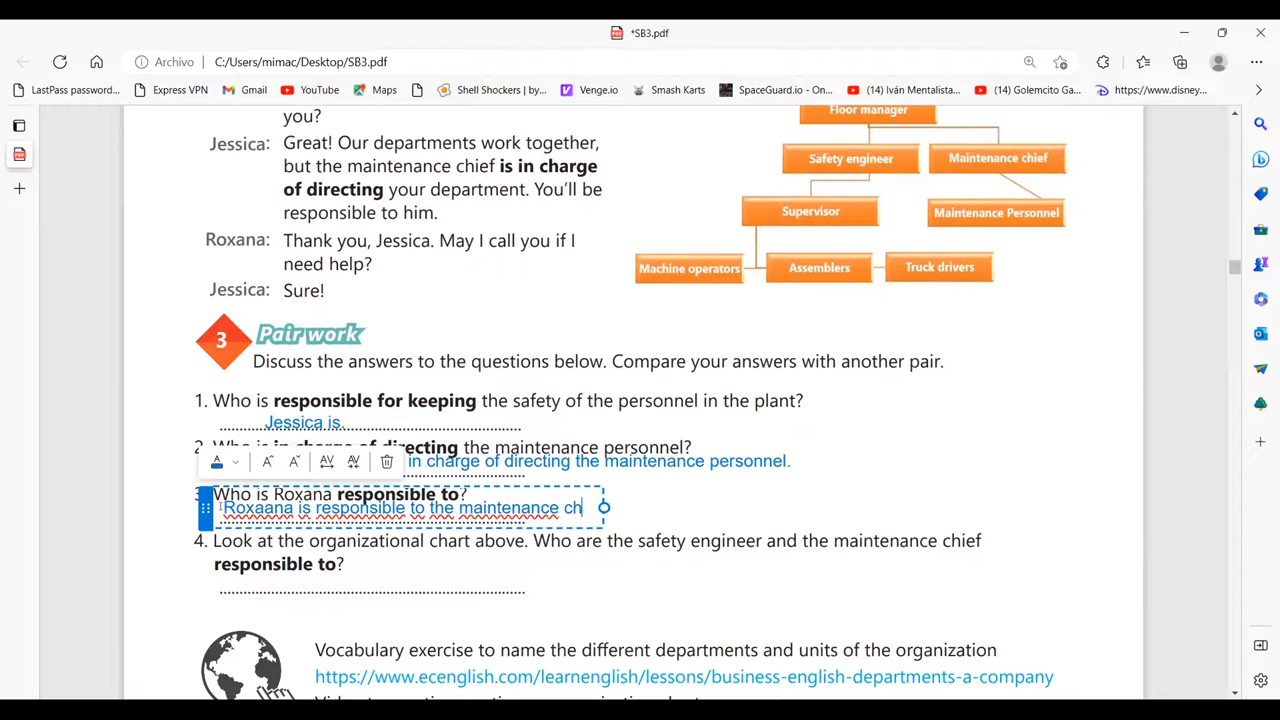 *SB3.pdf
Archivo C:/Users/mimac/Desktop/SB3.pdf
LastPass password... Express VPN Gmail YouTube Maps Shell Shockers | by... Venge.io Smash Karts SpaceGuard.io - On... (14) Iván Mentalista... (14) Golemcito Ga... https://www.disney...
you?
Jessica: Great! Our departments work together,
but the maintenance chief is in charge
of directing your department. You'll be
responsible to him.
Roxana: Thank you, Jessica. May I call you if I
need help?
Jessica: Sure!
Floor manager
Safety engineer Maintenance chief
Supervisor Maintenance Personnel
Machine operators Assemblers Truck drivers
3 Pair work
Discuss the answers to the questions below. Compare your answers with another pair.
1. Who is responsible for keeping the safety of the personnel in the plant?
Jessica is.
2. Who is in charge of directing the maintenance personnel?
in charge of directing the maintenance personnel.
3. Who is Roxana responsible to?
Roxaana is responsible to the maintenance ch
4. Look at the organizational chart above. Who are the safety engineer and the maintenance chief
responsible to?
Vocabulary exercise to name the different departments and units of the organization
https://www.ecenglish.com/learnenglish/lessons/business-english-departments-a-company